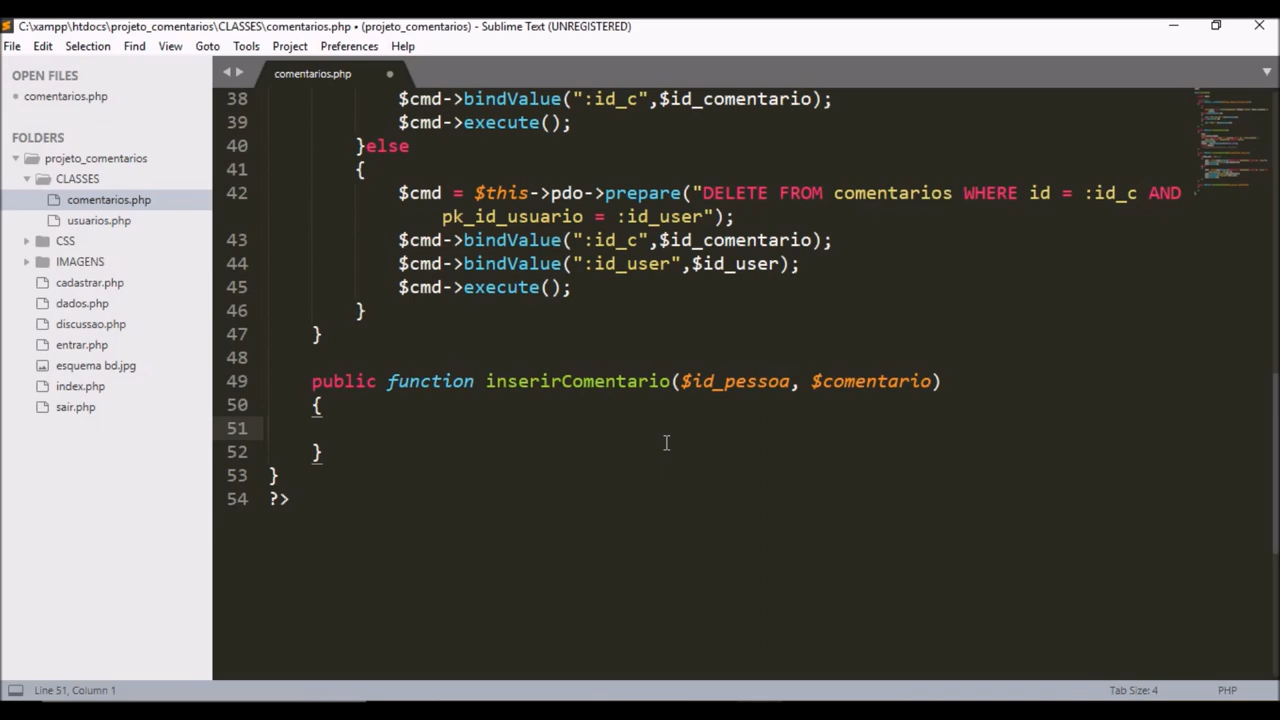 C:\xampp\htdocs\projeto_comentarios\CLASSES\comentarios.php • (projeto_comentarios) - Sublime Text (UNREGISTERED)
File Edit Selection Find View Goto Tools Project Preferences Help
OPEN FILES
comentarios.php
FOLDERS
projeto_comentarios
CLASSES
comentarios.php
usuarios.php
CSS
IMAGENS
cadastrar.php
dados.php
discussao.php
entrar.php
esquema bd.jpg
index.php
sair.php
comentarios.php
38 $cmd->bindValue(":id_c",$id_comentario);
39 $cmd->execute();
40 }else
41 {
42 $cmd = $this->pdo->prepare("DELETE FROM comentarios WHERE id = :id_c AND
pk_id_usuario = :id_user");
43 $cmd->bindValue(":id_c",$id_comentario);
44 $cmd->bindValue(":id_user",$id_user);
45 $cmd->execute();
46 }
47 }
48
49 public function inserirComentario($id_pessoa, $comentario)
50 {
51
52 }
53 }
54 ?>
Line 51, Column 1
Tab Size: 4
PHP